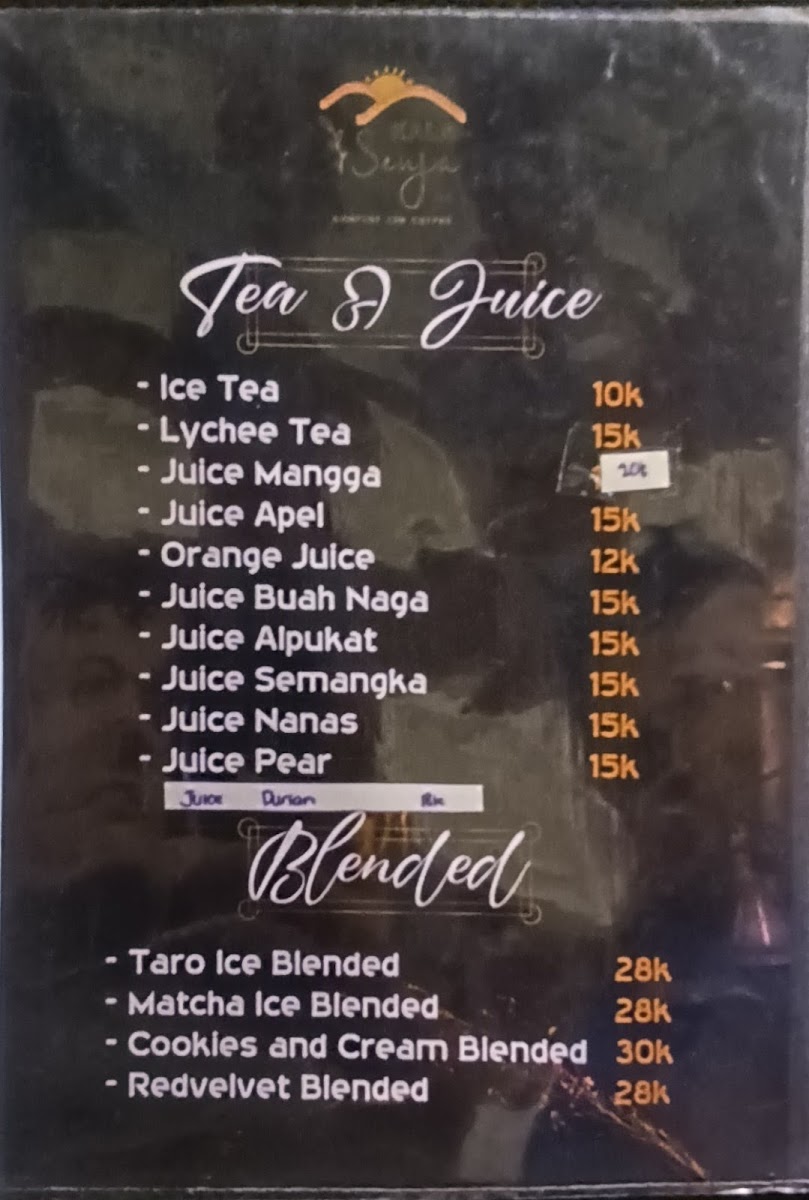 Senja
Tea & Juice
- Ice Tea 10k
- Lychee Tea 15k
- Juice Mangga 20k
- Juice Apel 15k
- Orange Juice 12k
- Juice Buah Naga 15k
- Juice Alpukat 15k
- Juice Semangka 15k
- Juice Nanas 15k
- Juice Pear 15k
Juice Durian 18k
Blended
- Taro Ice Blended 28k
- Matcha Ice Blended 28k
- Cookies and Cream Blended 30k
- Redvelvet Blended 28k